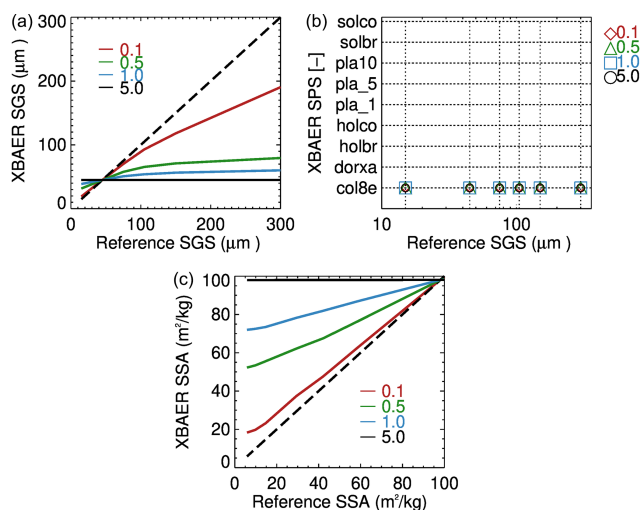 (a)
300
200
100
0
XBAER SGS
(μm)
0.1
0.5
1.0
5.0
0 100 200 300
Reference SGS (μm )
(b)
solco
solbr
pla10
pla_5
pla_1
holco
holbr
dorxa
col8e
XBAER SPS [-]
10 100
Reference SGS (μm )
0.1
0.5
1.0
5.0
(c)
100
80
60
40
20
0
XBAER SSA (m²/kg)
0.1
0.5
1.0
5.0
0 20 40 60 80 100
Reference SSA (m²/kg)